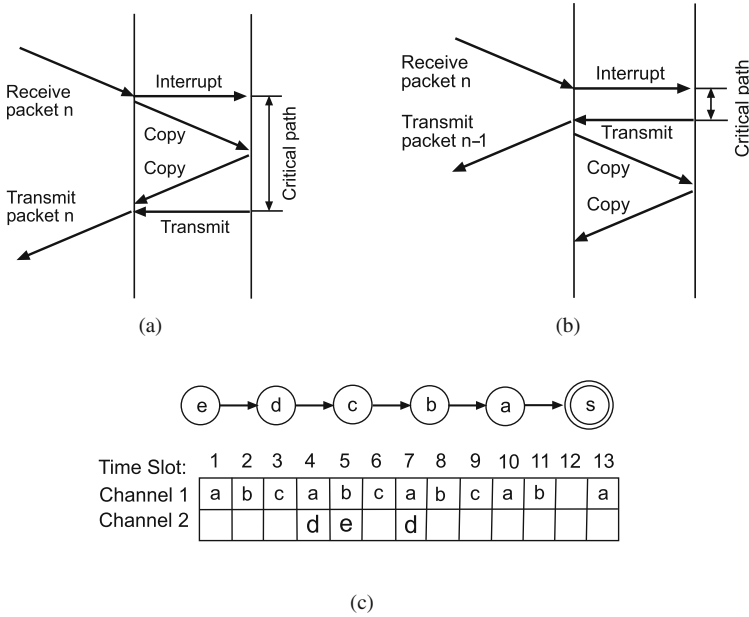 Receive
packet n
Interrupt
Copy
Copy
Critical path
Transmit
packet n
Transmit
(a)
Receive
packet n
Interrupt
Transmit
packet n–1
Transmit
Critical path
Copy
Copy
(b)
e d c b a s
Time Slot: 1 2 3 4 5 6 7 8 9 10 11 12 13
Channel 1 a b c a b c a b c a b a
Channel 2 d e d
(c)